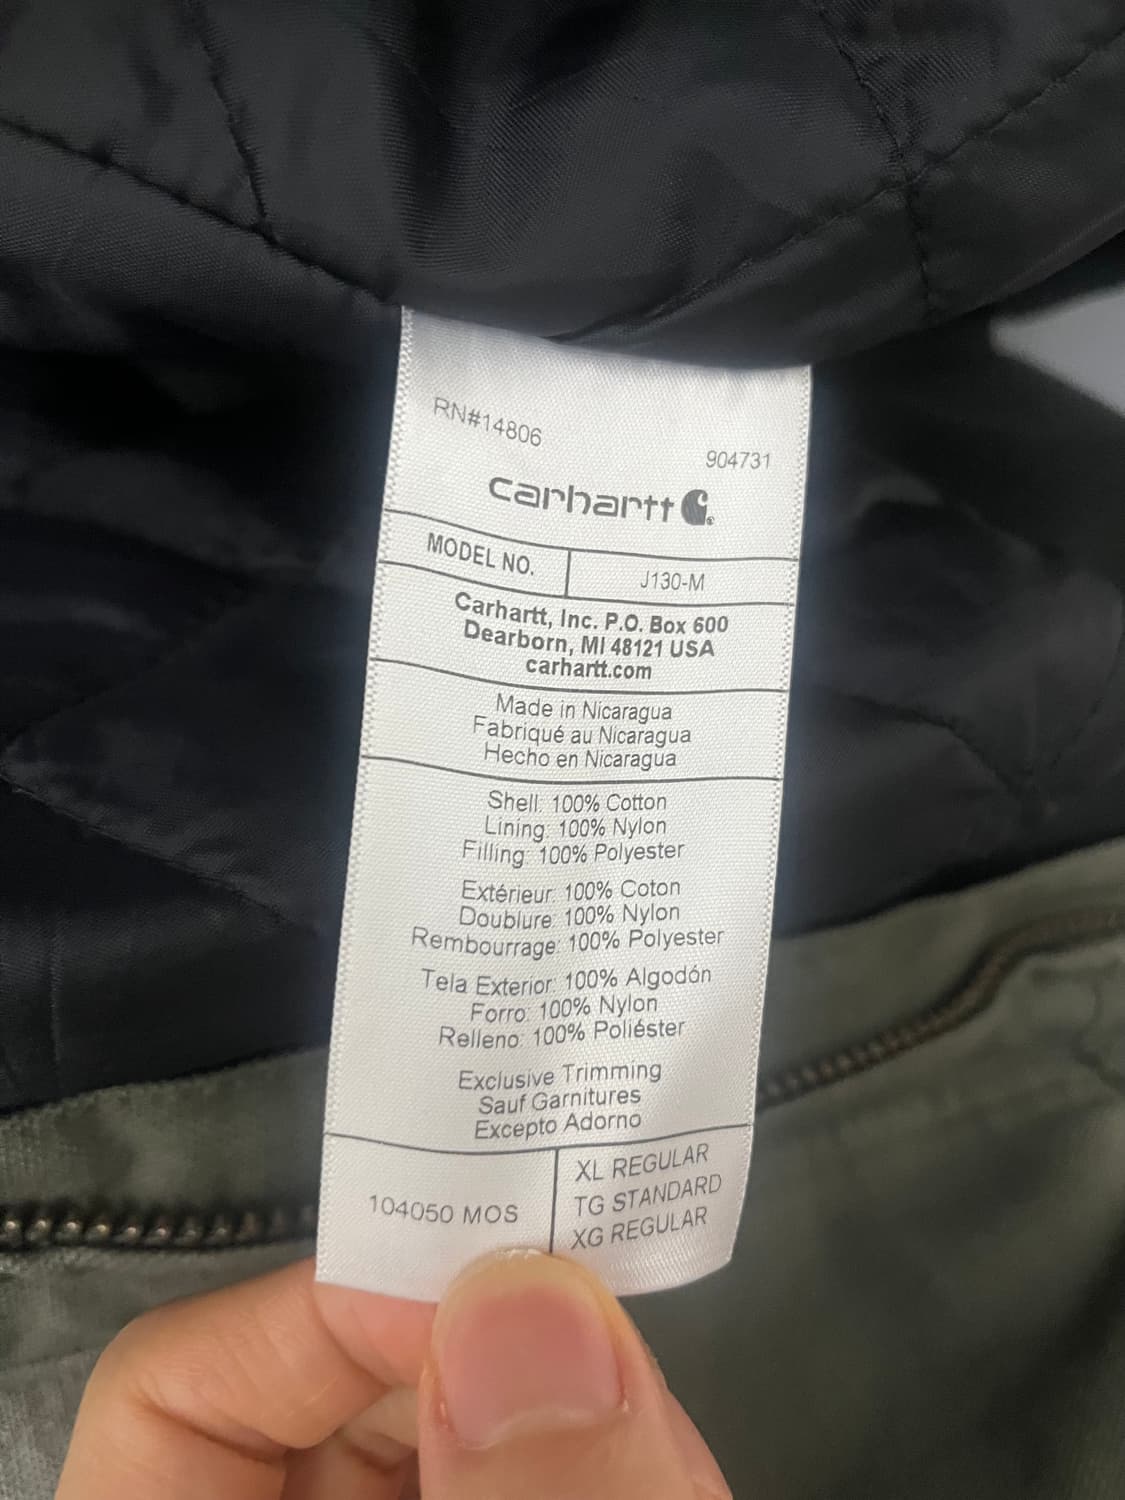 RN#14806
904731
carhartt
MODEL NO. J130-M
Carhartt, Inc. P.O. Box 600
Dearborn, MI 48121 USA
carhartt.com
Made in Nicaragua
Fabriqué au Nicaragua
Hecho en Nicaragua
Shell: 100% Cotton
Lining: 100% Nylon
Filling: 100% Polyester
Extérieur: 100% Coton
Doublure: 100% Nylon
Rembourrage: 100% Polyester
Tela Exterior: 100% Algodón
Forro: 100% Nylon
Relleno: 100% Poliéster
Exclusive Trimming
Sauf Garnitures
Excepto Adorno
104050 MOS
XL REGULAR
TG STANDARD
XG REGULAR